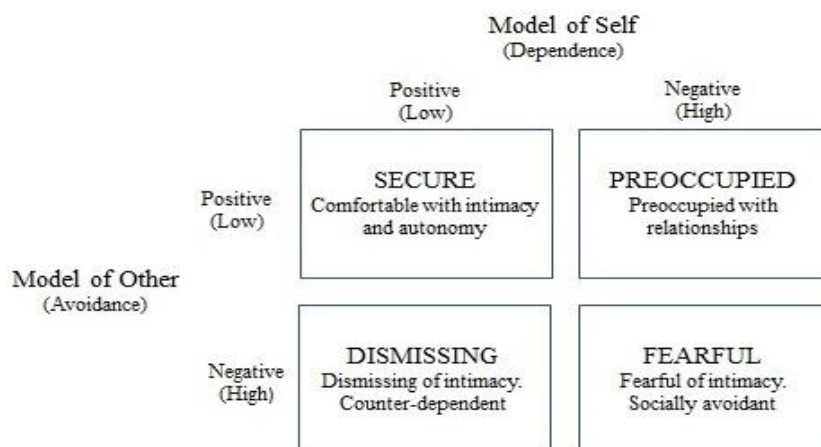 Model of Self
(Dependence)
Positive
(Low)
Negative
(High)
Positive
(Low)
SECURE
Comfortable with intimacy
and autonomy
PREOCCUPIED
Preoccupied with
relationships
Model of Other
(Avoidance)
Negative
(High)
DISMISSING
Dismissing of intimacy.
Counter-dependent
FEARFUL
Fearful of intimacy.
Socially avoidant